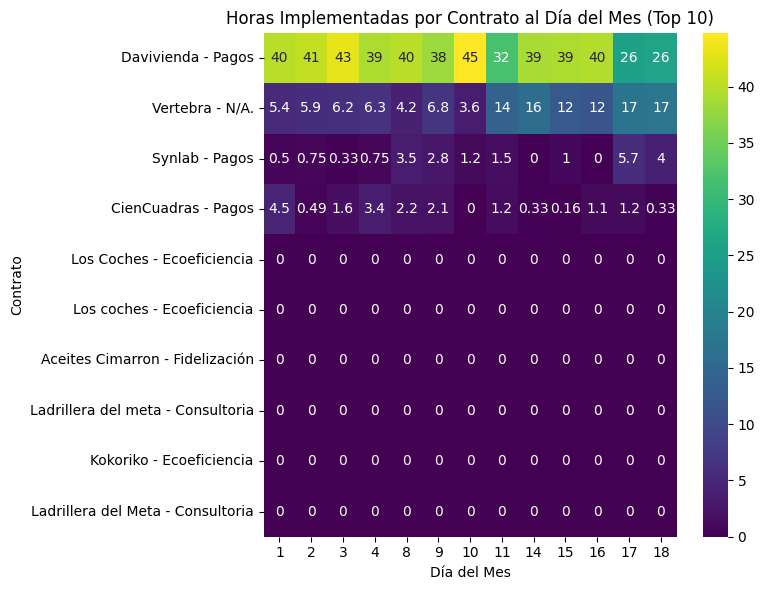 Horas Implementadas por Contrato al Día del Mes (Top 10)
Contrato
Davivienda - Pagos 40 41 43 39 40 38 45 32 39 39 40 26 26
Vertebra - N/A. 5.4 5.9 6.2 6.3 4.2 6.8 3.6 14 16 12 12 17 17
Synlab - Pagos 0.5 0.75 0.33 0.75 3.5 2.8 1.2 1.5 0 1 0 5.7 4
CienCuadras - Pagos 4.5 0.49 1.6 3.4 2.2 2.1 0 1.2 0.33 0.16 1.1 1.2 0.33
Los Coches - Ecoeficiencia 0 0 0 0 0 0 0 0 0 0 0 0 0
Los coches - Ecoeficiencia 0 0 0 0 0 0 0 0 0 0 0 0 0
Aceites Cimarron - Fidelización 0 0 0 0 0 0 0 0 0 0 0 0 0
Ladrillera del meta - Consultoria 0 0 0 0 0 0 0 0 0 0 0 0 0
Kokoriko - Ecoeficiencia 0 0 0 0 0 0 0 0 0 0 0 0 0
Ladrillera del Meta - Consultoria 0 0 0 0 0 0 0 0 0 0 0 0 0
1 2 3 4 8 9 10 11 14 15 16 17 18
Día del Mes
40
35
30
25
20
15
10
5
0